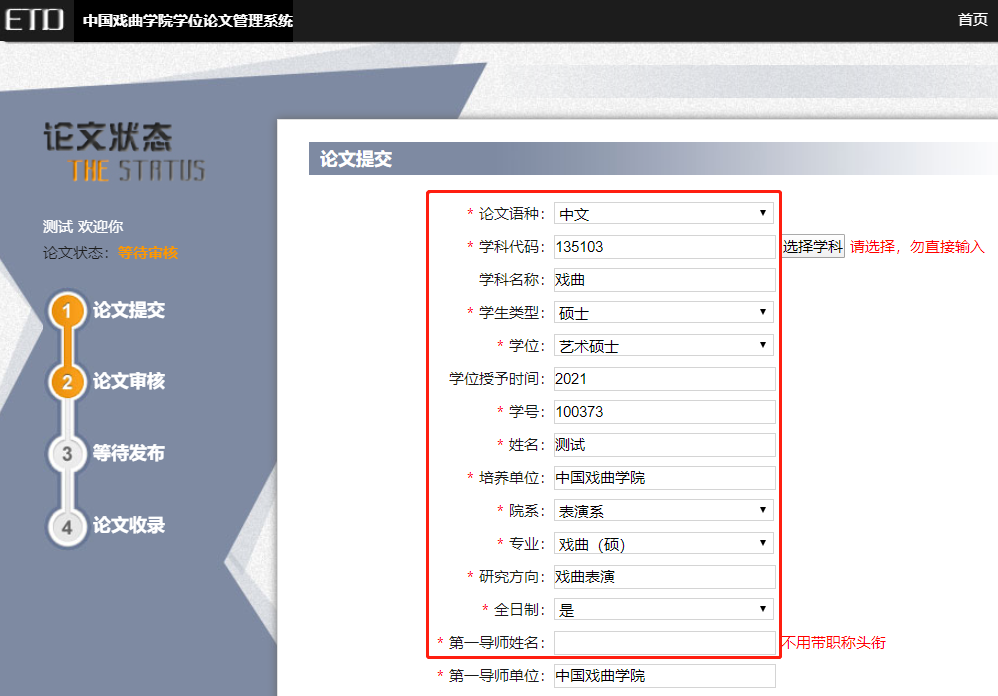 ETD 中国戏曲学院学位论文管理系统 首页
论文状态
THE STATUS
测试 欢迎你
论文状态：等待审核
1 论文提交
2 论文审核
3 等待发布
4 论文收录
论文提交
* 论文语种： 中文
* 学科代码： 135103 选择学科 请选择，勿直接输入
学科名称： 戏曲
* 学生类型： 硕士
* 学位： 艺术硕士
学位授予时间： 2021
* 学号： 100373
* 姓名： 测试
* 培养单位： 中国戏曲学院
* 院系： 表演系
* 专业： 戏曲（硕）
* 研究方向： 戏曲表演
* 全日制： 是
* 第一导师姓名： 不用带职称头衔
* 第一导师单位： 中国戏曲学院